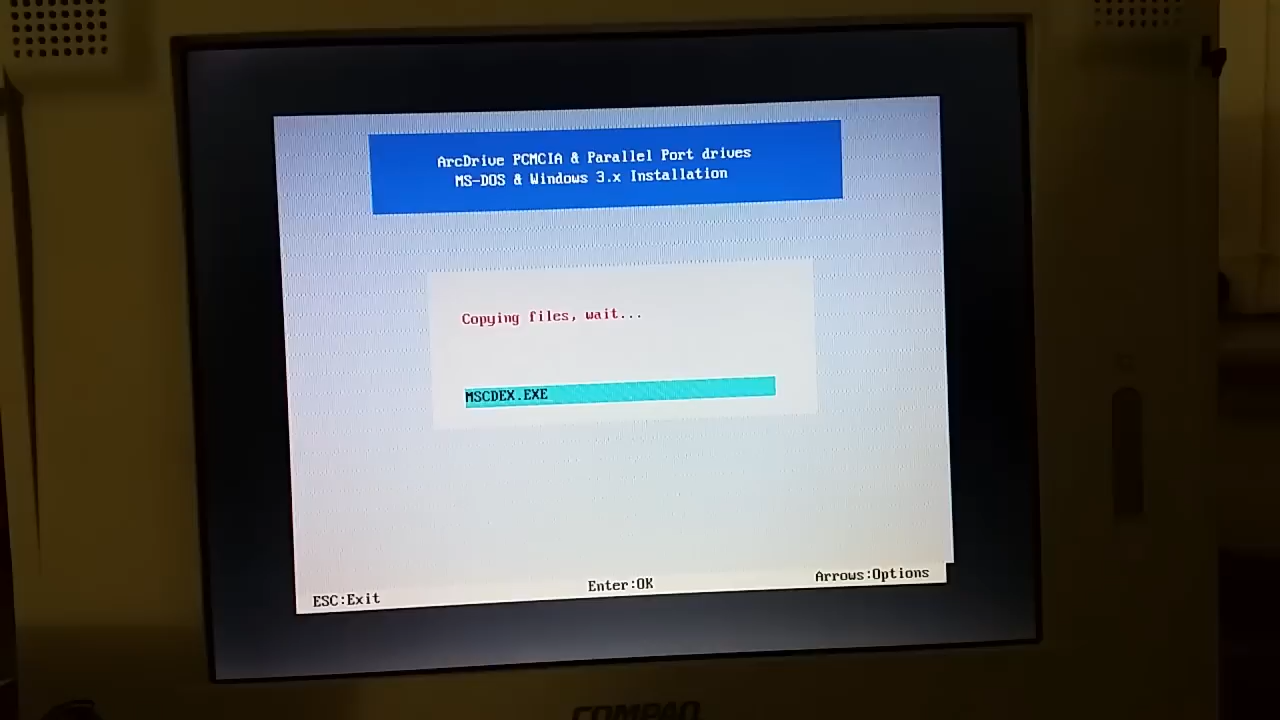 ArcDrive PCMCIA & Parallel Port drives
MS-DOS & Windows 3.x Installation
Copying files, wait...
MSCDEX.EXE
ESC:Exit
Enter:OK
Arrows:Options
COMPAQ